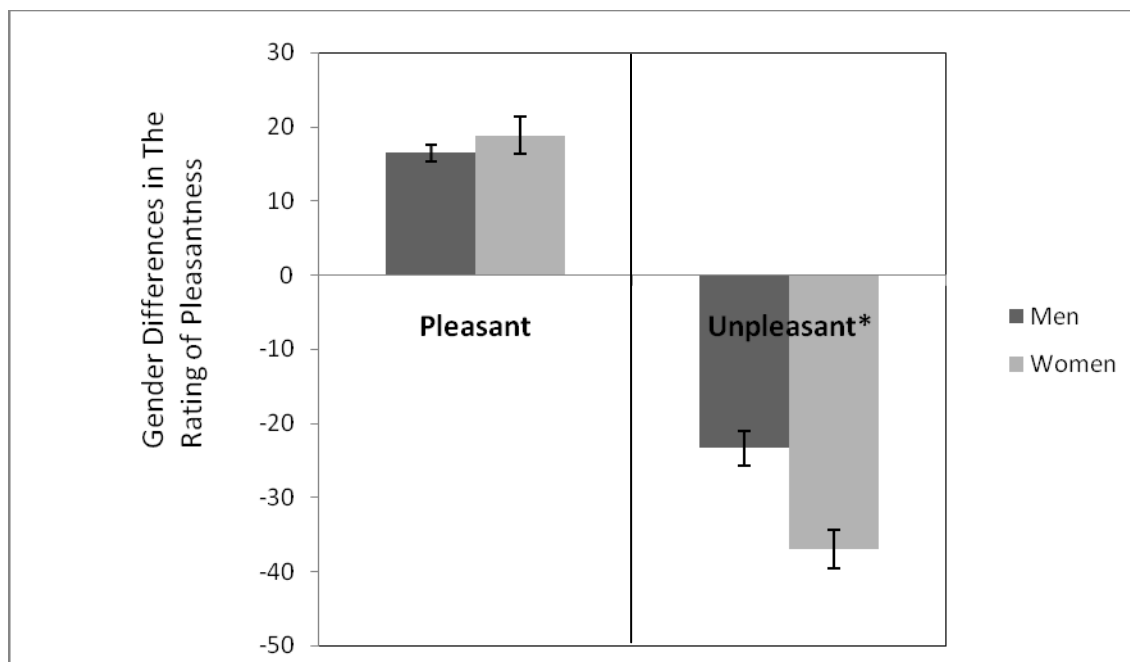 Gender Differences in The
Rating of Pleasantness
30
20
10
0
-10
-20
-30
-40
-50
Pleasant
Unpleasant*
Men
Women